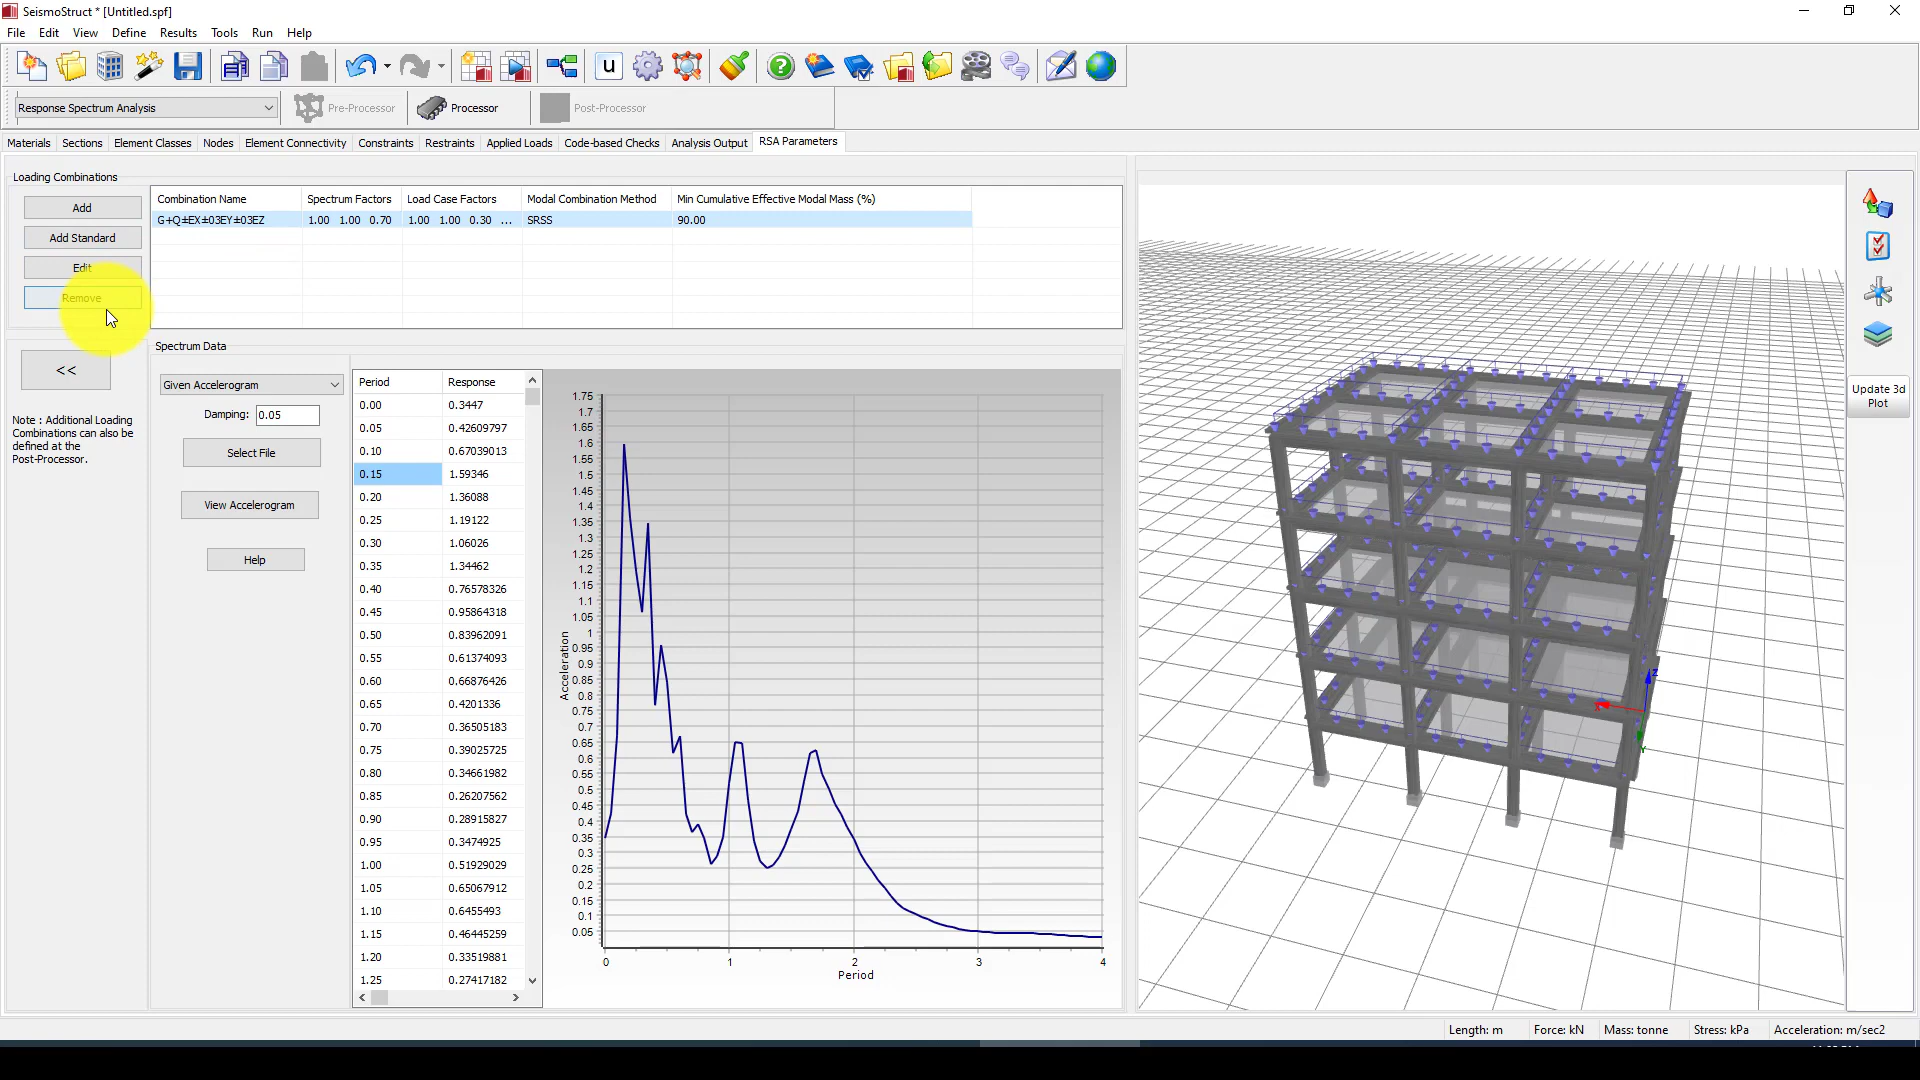 SeismoStruct * [Untitled.spf]
File Edit View Define Results Tools Run Help
u
Response Spectrum Analysis Pre-Processor Processor Post-Processor
Materials Sections Element Classes Nodes Element Connectivity Constraints Restraints Applied Loads Code-based Checks Analysis Output RSA Parameters
Loading Combinations
Add
Add Standard
Edit
Remove
Combination Name Spectrum Factors Load Case Factors Modal Combination Method Min Cumulative Effective Modal Mass (%)
G+Q±EX±03EY±03EZ 1.00 1.00 0.70 1.00 1.00 0.30 ... SRSS 90.00
<<
Note : Additional Loading
Combinations can also be
defined at the
Post-Processor.
Spectrum Data
Given Accelerogram
Damping: 0.05
Select File
View Accelerogram
Help
Period Response
0.00 0.3447
0.05 0.42609797
0.10 0.67039013
0.15 1.59346
0.20 1.36088
0.25 1.19122
0.30 1.06026
0.35 1.34462
0.40 0.76578326
0.45 0.95864318
0.50 0.83962091
0.55 0.61374093
0.60 0.66876426
0.65 0.4201336
0.70 0.36505183
0.75 0.39025725
0.80 0.34661982
0.85 0.26207562
0.90 0.28915827
0.95 0.3474925
1.00 0.51929029
1.05 0.65067912
1.10 0.6455493
1.15 0.46445259
1.20 0.33519881
1.25 0.27417182
Acceleration
1.75
1.7
1.65
1.6
1.55
1.5
1.45
1.4
1.35
1.3
1.25
1.2
1.15
1.1
1.05
1
0.95
0.9
0.85
0.8
0.75
0.7
0.65
0.6
0.55
0.5
0.45
0.4
0.35
0.3
0.25
0.2
0.15
0.1
0.05
0 1 2 3 4
Period
Z
X
Y
Update 3d
Plot
Length: m Force: kN Mass: tonne Stress: kPa Acceleration: m/sec2